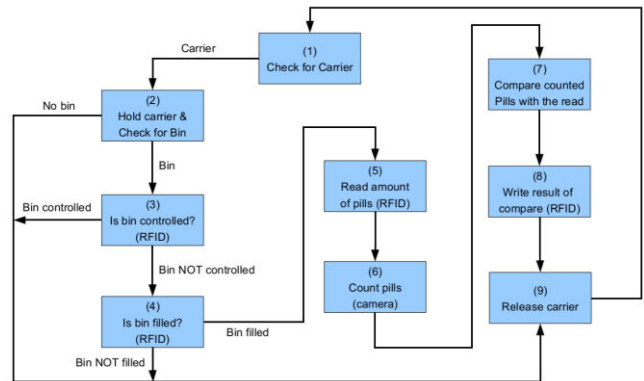 (1)
Check for Carrier
Carrier
(2)
Hold carrier &
Check for Bin
No bin
Bin
(3)
Is bin controlled?
(RFID)
Bin controlled
Bin NOT controlled
(4)
Is bin filled?
(RFID)
Bin filled
Bin NOT filled
(5)
Read amount
of pills (RFID)
(6)
Count pills
(camera)
(7)
Compare counted
Pills with the read
(8)
Write result of
compare (RFID)
(9)
Release carrier